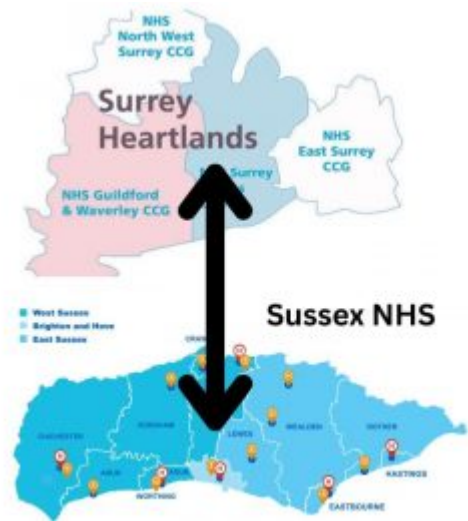 NHS
North West
Surrey CCG
Surrey
Heartlands
NHS
East Surrey
CCG
Surrey
NHS Guildford
& Waverley CCG
West Sussex
Brighton and Hove
East Sussex
Sussex NHS
HORSHAM
CHICHESTER
ARUN
WORTHING
LEWES
WEALDEN
ROTHER
HASTINGS
EASTBOURNE